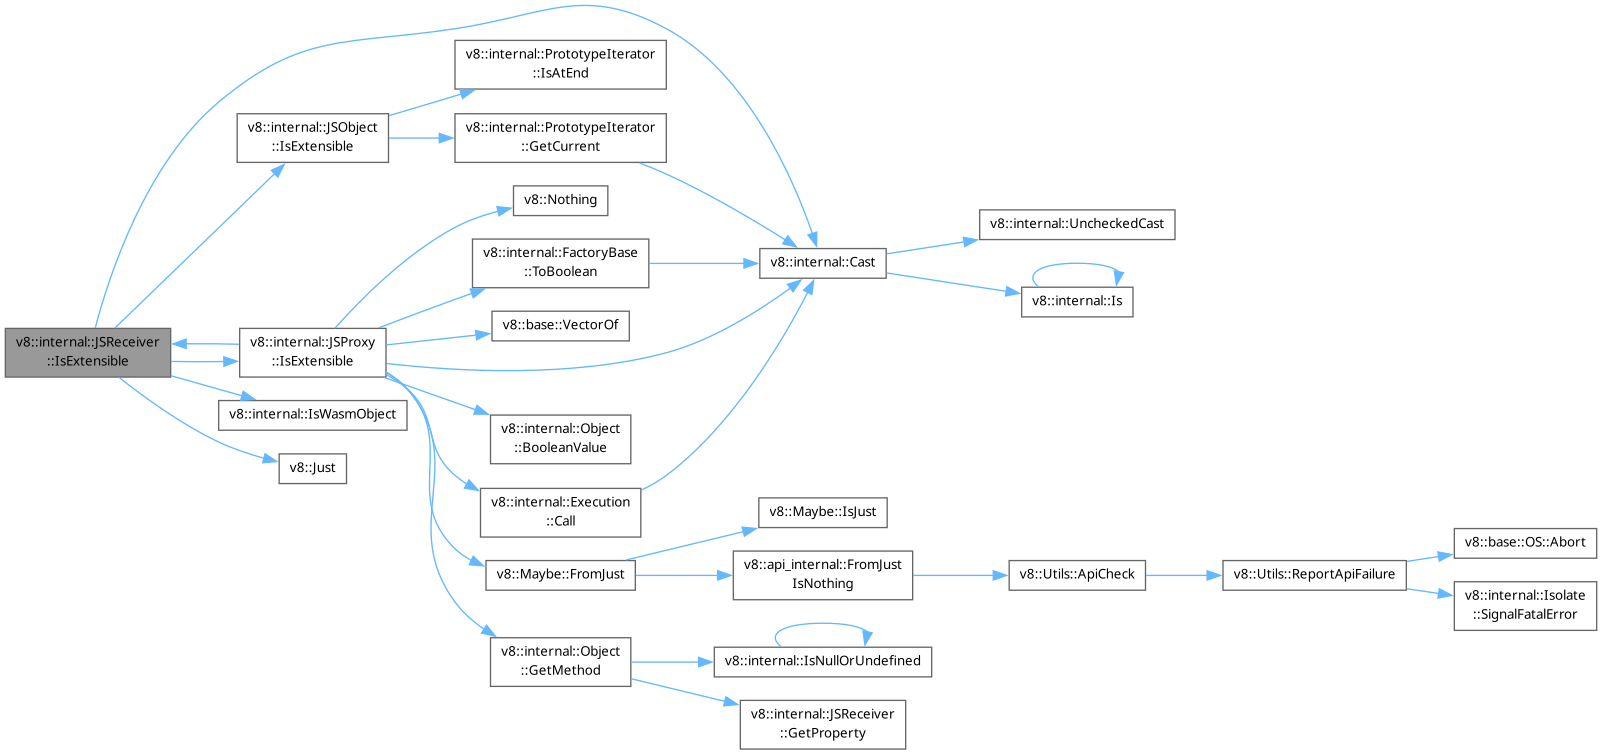 v8::internal::JSReceiver
::IsExtensible
v8::internal::JSObject
::IsExtensible
v8::internal::JSProxy
::IsExtensible
v8::internal::IsWasmObject
v8::Just
v8::internal::PrototypeIterator
::IsAtEnd
v8::internal::PrototypeIterator
::GetCurrent
v8::Nothing
v8::internal::FactoryBase
::ToBoolean
v8::base::VectorOf
v8::internal::Object
::BooleanValue
v8::internal::Execution
::Call
v8::Maybe::FromJust
v8::internal::Object
::GetMethod
v8::internal::Cast
v8::Maybe::IsJust
v8::api_internal::FromJust
IsNothing
v8::internal::IsNullOrUndefined
v8::internal::JSReceiver
::GetProperty
v8::internal::UncheckedCast
v8::internal::Is
v8::Utils::ApiCheck
v8::Utils::ReportApiFailure
v8::base::OS::Abort
v8::internal::Isolate
::SignalFatalError